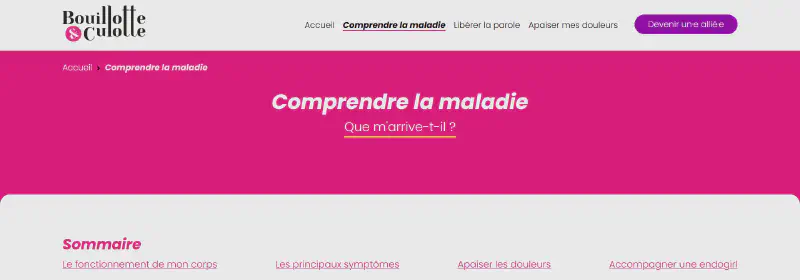 Bouillotte
& Culotte
Accueil Comprendre la maladie Libérer la parole Apaiser mes douleurs Devenir un·e allié·e
Accueil › Comprendre la maladie
Comprendre la maladie
Que m'arrive-t-il ?
Sommaire
Le fonctionnement de mon corps Les principaux symptômes Apaiser les douleurs Accompagner une endogirl